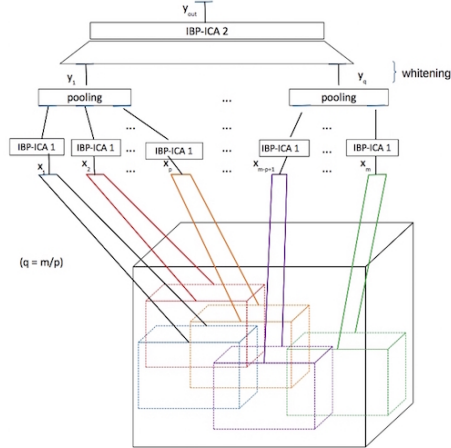 y_out
IBP-ICA 2
y_1
y_q
whitening
pooling
...
pooling
...
...
...
IBP-ICA 1
IBP-ICA 1
IBP-ICA 1
...
IBP-ICA 1
IBP-ICA 1
...
...
...
x_1
x_2
x_p
x_m-p+1
x_m
(q = m/p)